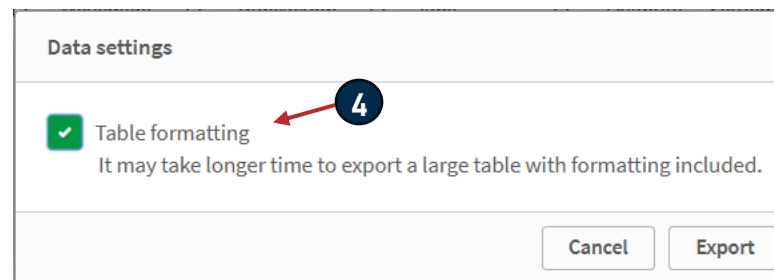 Data settings
4
Table formatting
It may take longer time to export a large table with formatting included.
Cancel Export